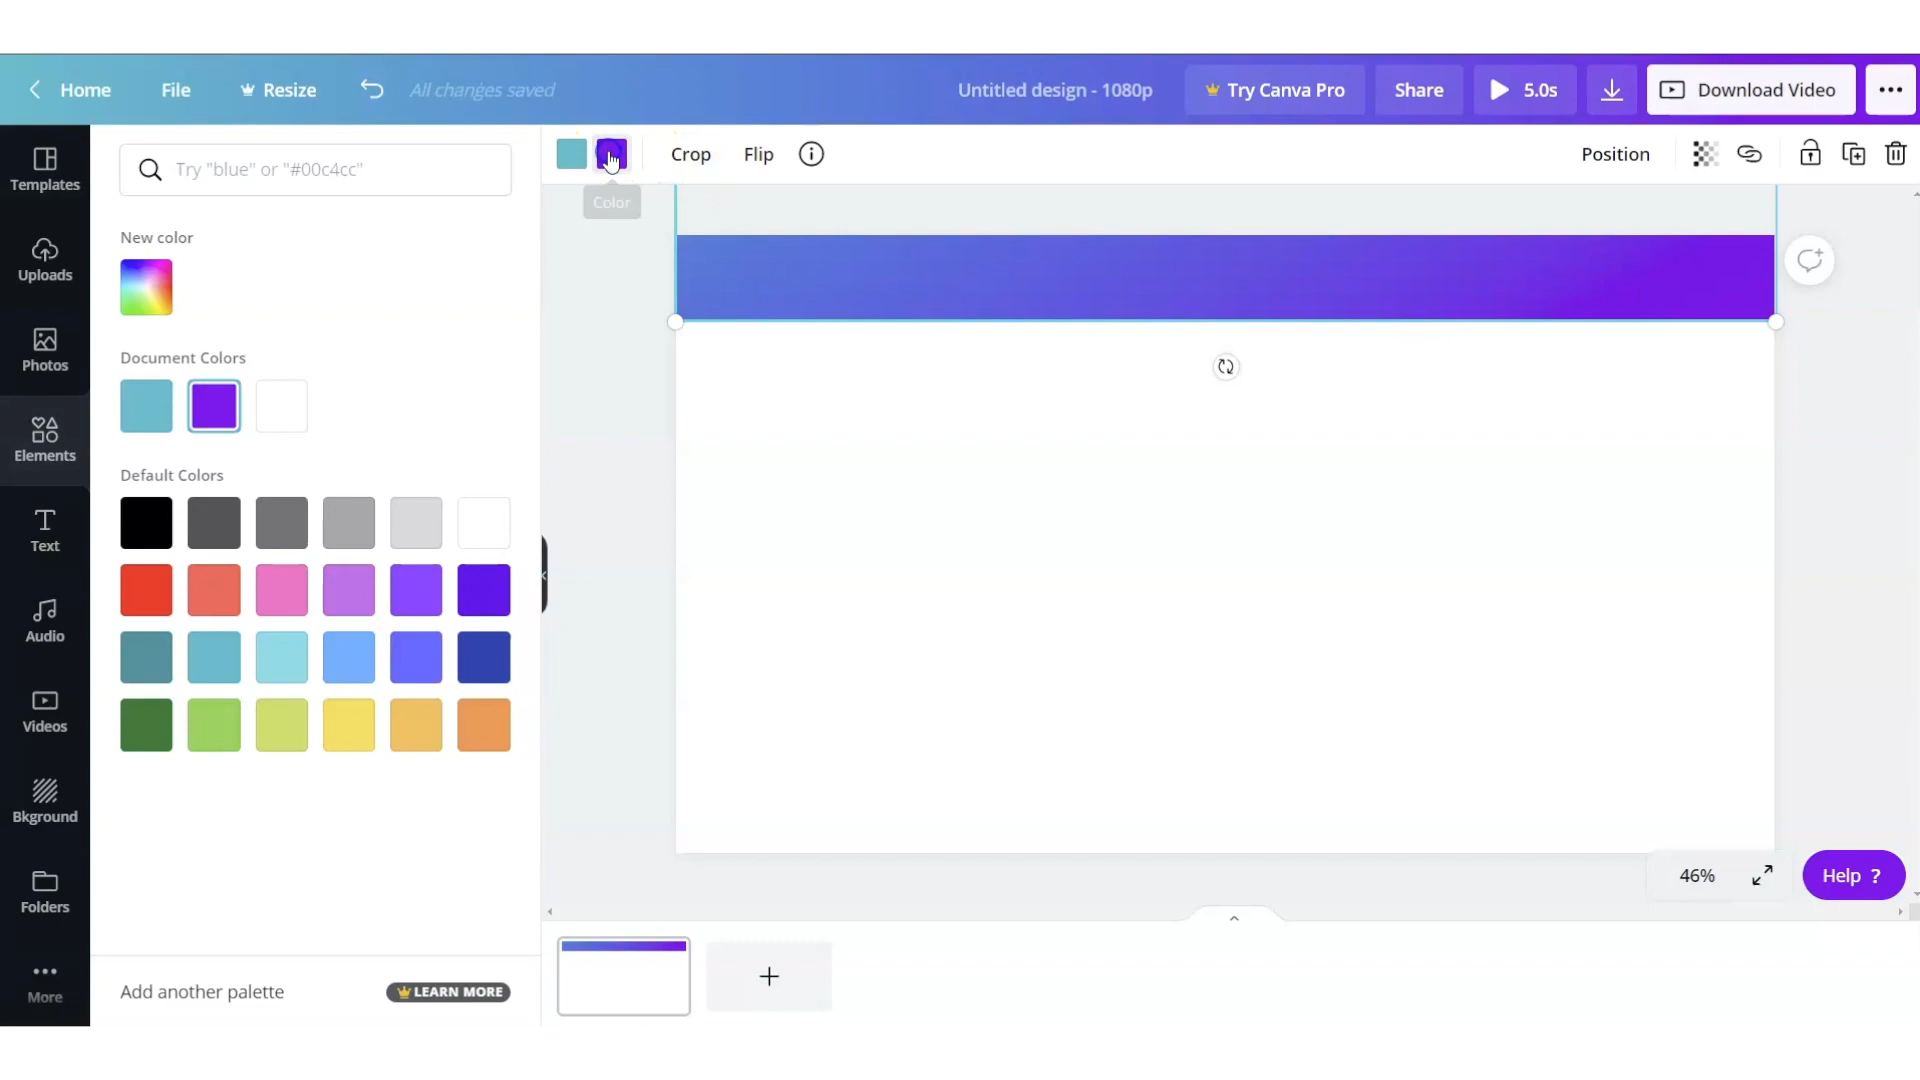 Home
File
Resize
All changes saved
Untitled design - 1080p
Try Canva Pro
Share
5.0s
Download Video
Templates
Uploads
Photos
Elements
Text
Audio
Videos
Bkground
Folders
More
Try "blue" or "#00c4cc"
New color
Document Colors
Default Colors
Add another palette
LEARN MORE
Crop
Flip
Position
Color
46%
Help ?